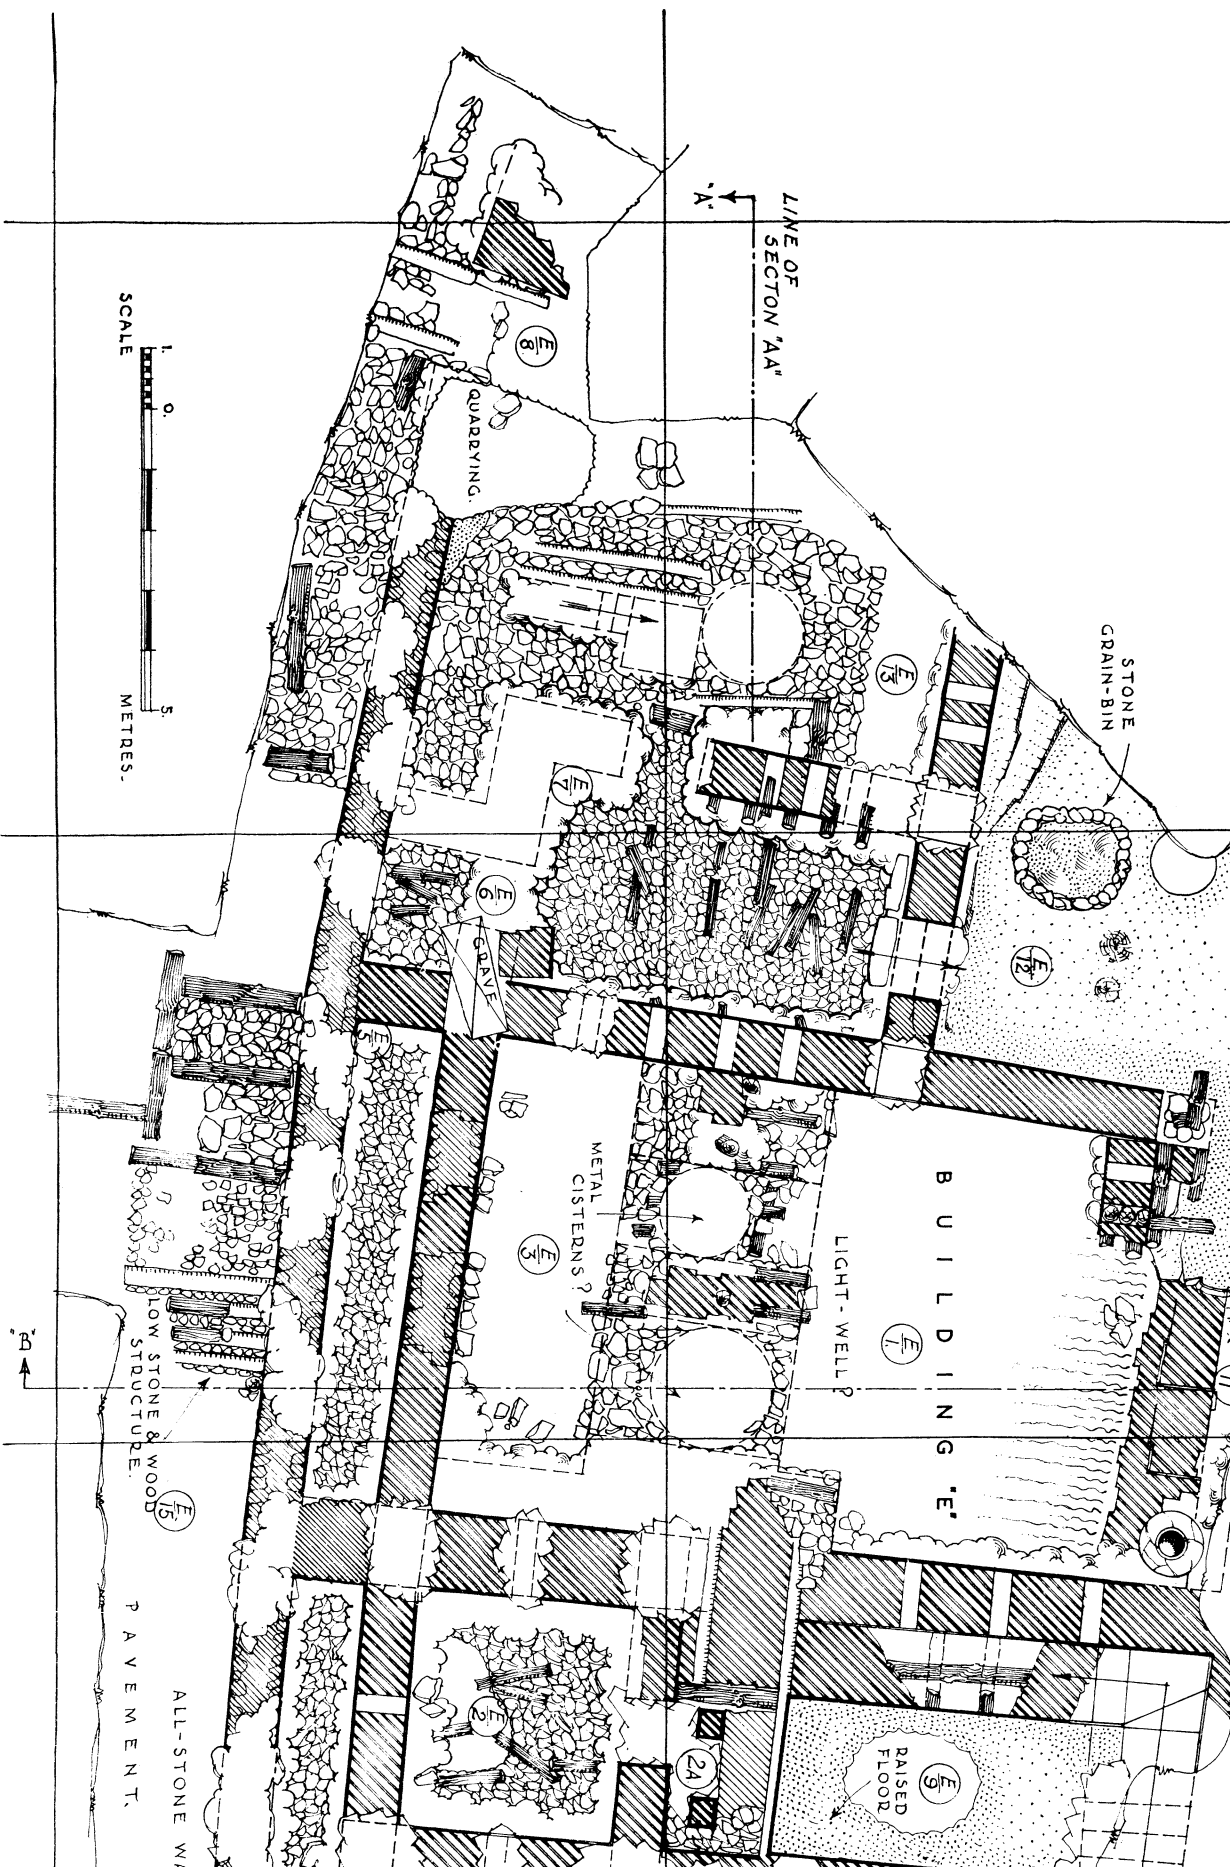 "A"
LINE OF
SECTON "AA"
E/8
SCALE
1. 0. 5.
METRES.
QUARRYING.
E/13
STONE
GRAIN-BIN
E/7
E/6
GRAVE
E/12
E/5
METAL
CISTERNS?
E/3
LIGHT-WELL?
E/1
BUILDING "E"
"B"
LOW STONE & WOOD
STRUCTURE.
E/15
PAVEMENT.
ALL-STONE WA
E/2
2A
E/9
RAISED
FLOOR